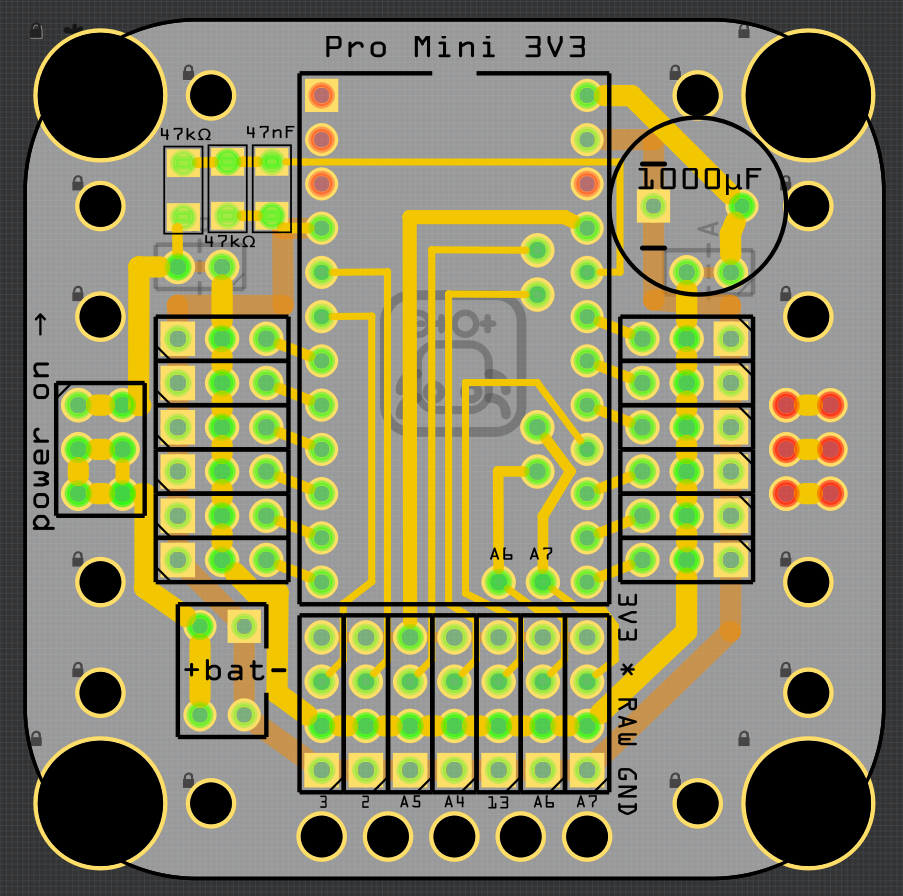 Pro Mini 3V3
47kΩ
47nF
1000µF
47kΩ
A
power on →
A6 A7
3V3 * RAW GND
+bat-
3 2 A5 A4 13 A6 A7